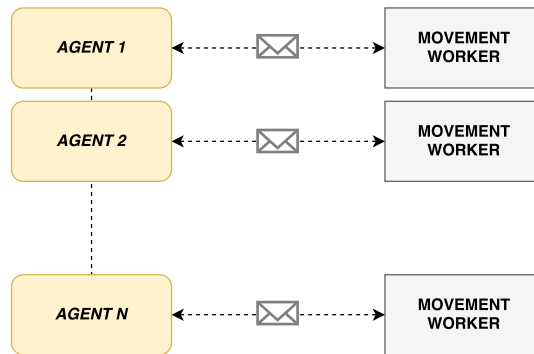 AGENT 1
MOVEMENT
WORKER
AGENT 2
MOVEMENT
WORKER
AGENT N
MOVEMENT
WORKER